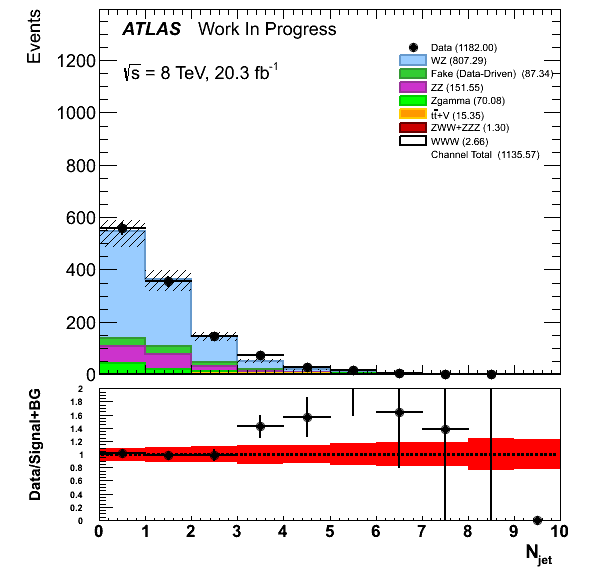 ATLAS Work In Progress
√s = 8 TeV, 20.3 fb-1
Events
1200
1000
800
600
400
200
0
Data (1182.00)
WZ (807.29)
Fake (Data-Driven) (87.34)
ZZ (151.55)
Zgamma (70.08)
tt+V (15.35)
ZWW+ZZZ (1.30)
WWW (2.66)
Channel Total (1135.57)
Data/Signal+BG
2
1.8
1.6
1.4
1.2
1
0.8
0.6
0.4
0.2
0
0 1 2 3 4 5 6 7 8 9 10
Njet